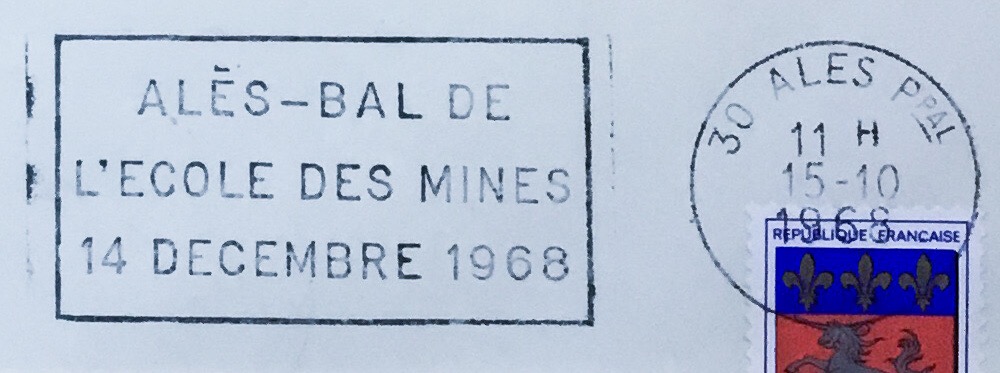 ALÈS-BAL DE
L'ECOLE DES MINES
14 DECEMBRE 1968
30 ALES PPAL
11 H
15-10
1968
REPUBLIQUE FRANCAISE